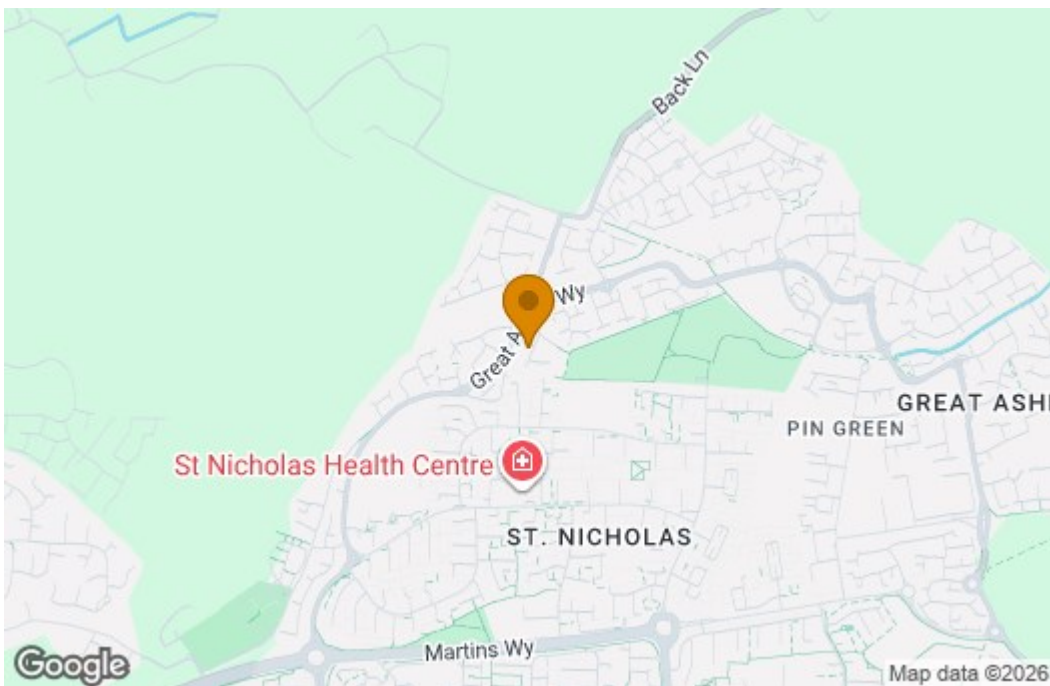 Back Ln
Wy
Great A
GREAT ASH
PIN GREEN
St Nicholas Health Centre
ST. NICHOLAS
Martins Wy
Google
Map data ©2026